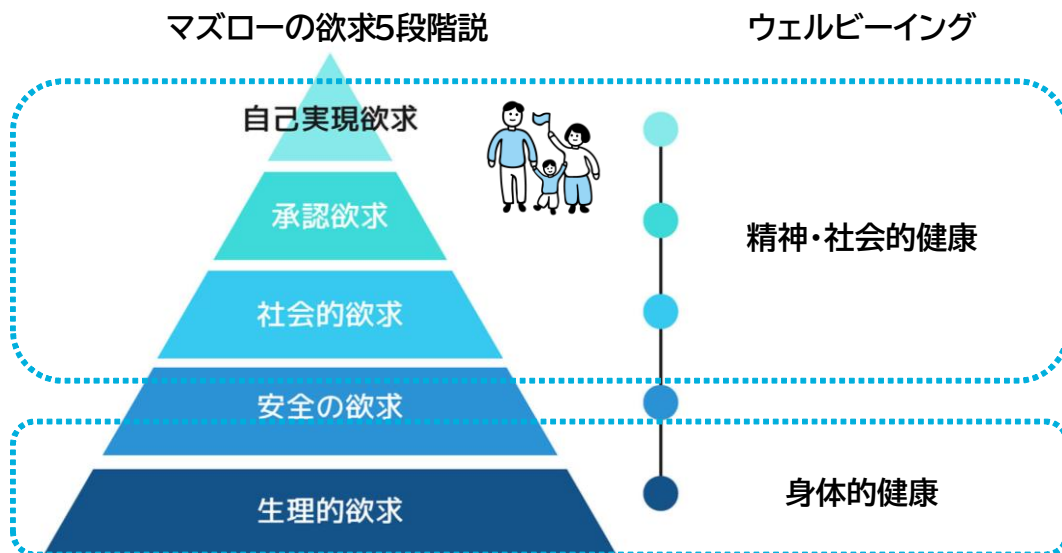 マズローの欲求5段階説
ウェルビーイング
自己実現欲求
承認欲求
精神・社会的健康
社会的欲求
安全の欲求
身体的健康
生理的欲求